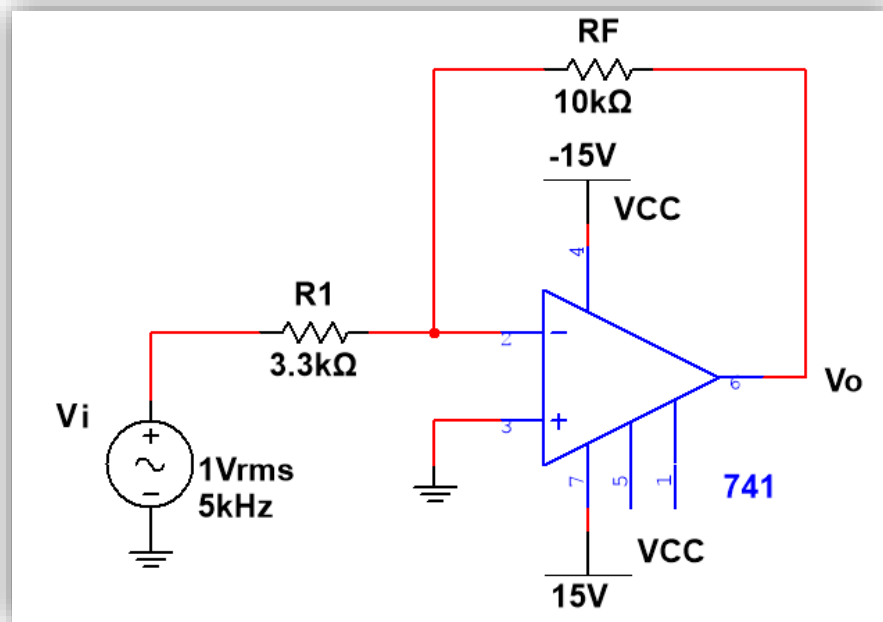 RF
10kΩ
-15V
VCC
4
R1
3.3kΩ
2
6
Vo
Vi
+
1Vrms
5kHz
3
7
5
1
741
VCC
15V